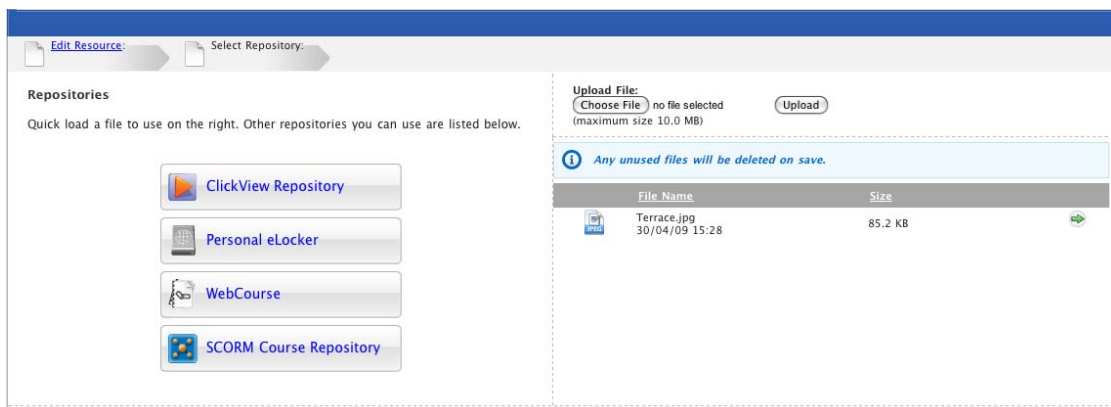 Edit Resource:
Select Repository:
Repositories
Quick load a file to use on the right. Other repositories you can use are listed below.
ClickView Repository
Personal eLocker
WebCourse
SCORM Course Repository
Upload File:
Choose File no file selected Upload
(maximum size 10.0 MB)
Any unused files will be deleted on save.
File Name Size
JPEG
Terrace.jpg 85.2 KB
30/04/09 15:28